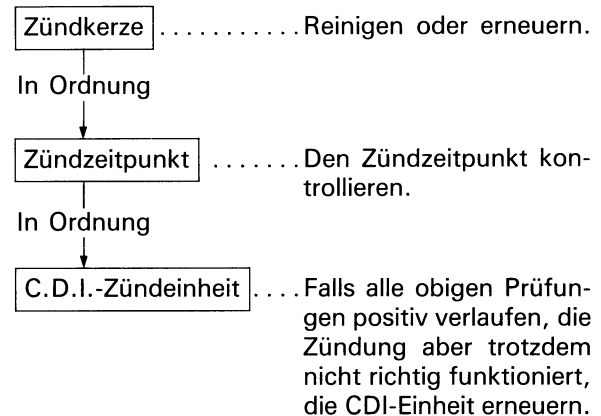 Zündkerze . . . . . . . . . . . Reinigen oder erneuern.
In Ordnung
Zündzeitpunkt . . . . . . . Den Zündzeitpunkt kon-
trollieren.
In Ordnung
C.D.I.-Zündeinheit . . . . Falls alle obigen Prüfun-
gen positiv verlaufen, die
Zündung aber trotzdem
nicht richtig funktioniert,
die CDI-Einheit erneuern.